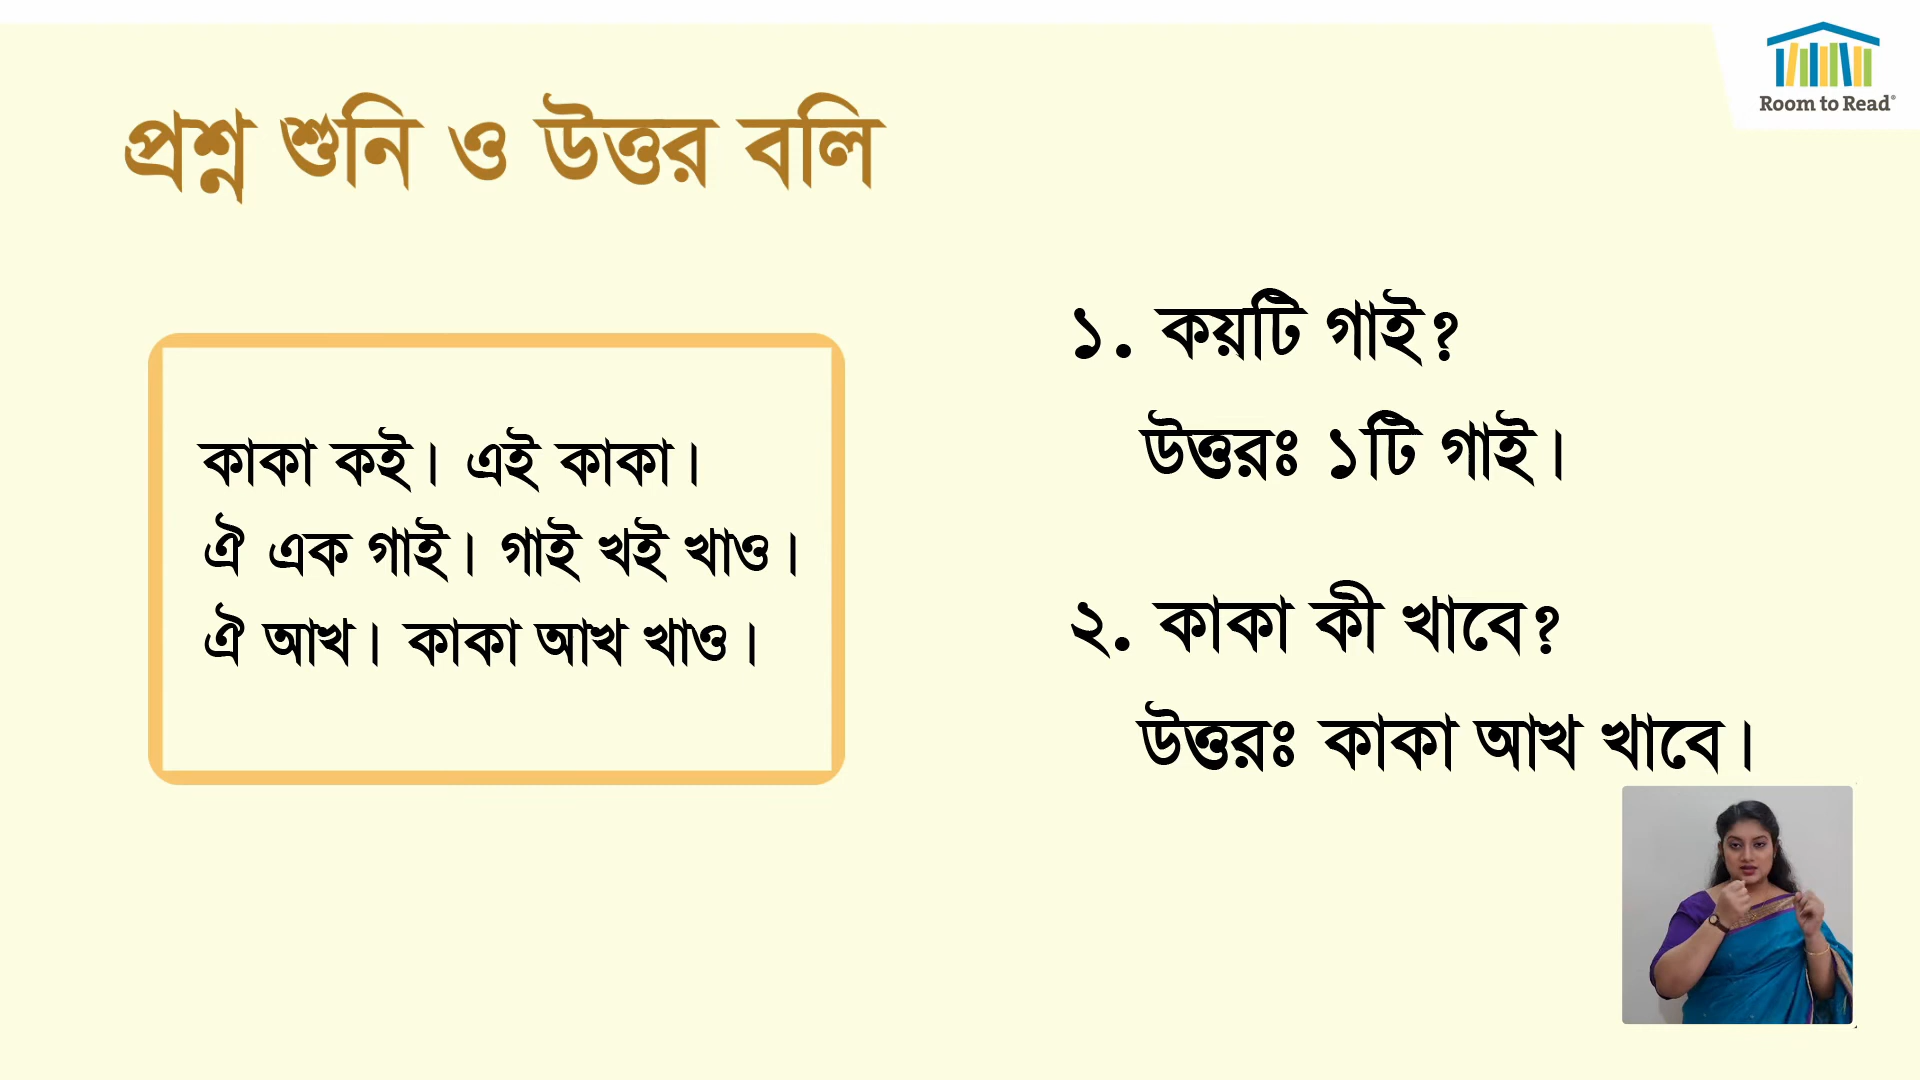 Room to Read®
প্রশ্ন শুনি ও উত্তর বলি
কাকা কই। এই কাকা।
ঐ এক গাই। গাই খই খাও।
ঐ আখ। কাকা আখ খাও।
১. কয়টি গাই?
উত্তরঃ ১টি গাই।
২. কাকা কী খাবে?
উত্তরঃ কাকা আখ খাবে।